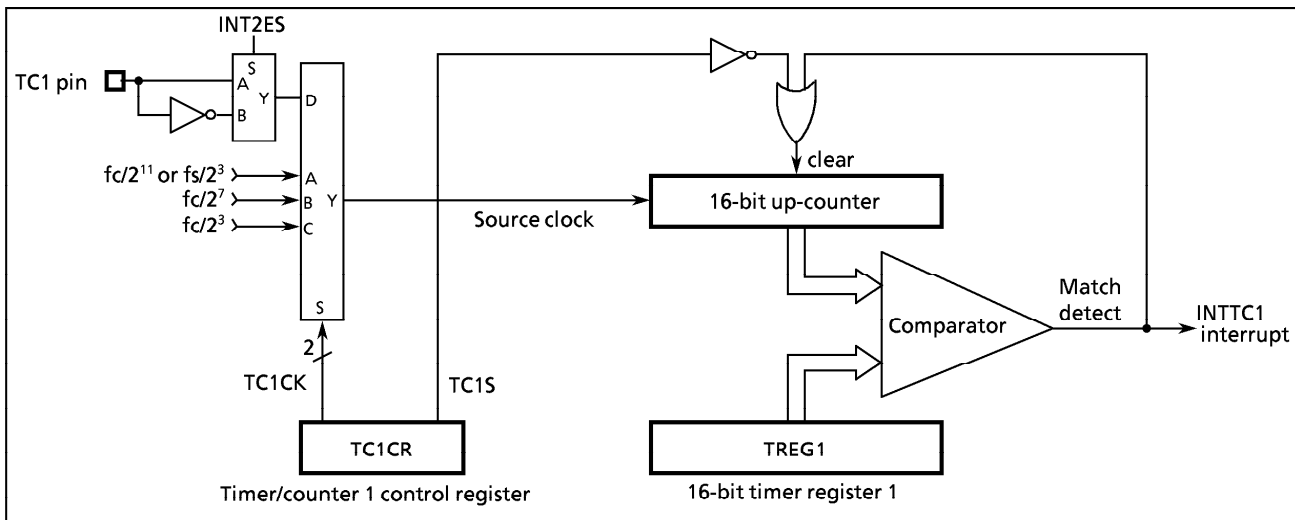 INT2ES
TC1 pin
S
A
Y
B
D
fc/2¹¹ or fs/2³
A
fc/2⁷
B
Y
fc/2³
C
S
Source clock
clear
16-bit up-counter
Comparator
Match
detect
INTTC1
interrupt
2
TC1CK
TC1S
TC1CR
TREG1
Timer/counter 1 control register
16-bit timer register 1